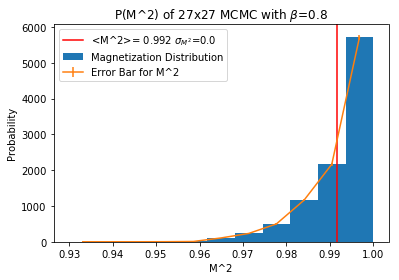 P(M^2) of 27x27 MCMC with β=0.8
<M^2>= 0.992 σ_{M²}=0.0
Magnetization Distribution
Error Bar for M^2
Probability
6000
5000
4000
3000
2000
1000
0
0.93 0.94 0.95 0.96 0.97 0.98 0.99 1.00
M^2